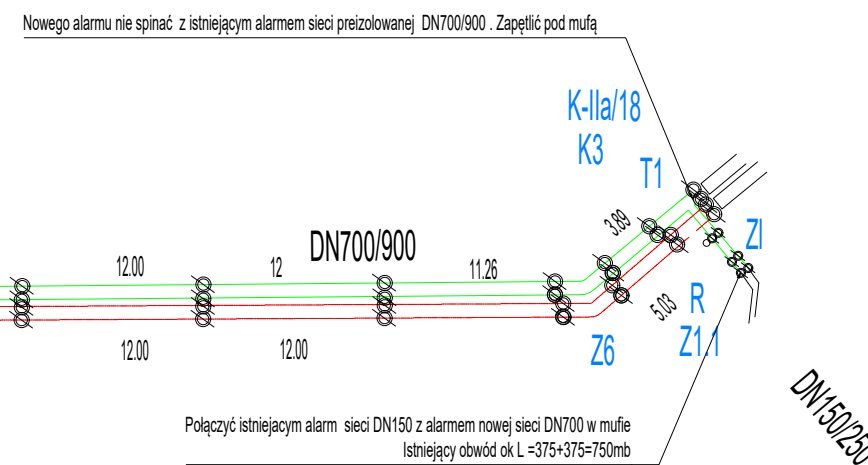 Nowego alarmu nie spinać z istniejącym alarmem sieci preizolowanej DN700/900 . Zapętlić pod mufą
K-IIa/18
K3
T1
3.89
ZI
DN700/900
12.00
12
11.26
5.03
R
12.00
12.00
Z6
Z1.1
DN150/250
Połączyć istniejacym alarm sieci DN150 z alarmem nowej sieci DN700 w mufie
Istniejący obwód ok L =375+375=750mb